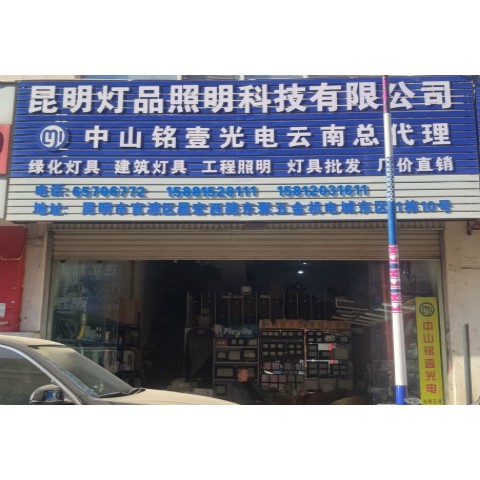 昆明灯品照明科技有限公司
中山铭壹光电云南总代理
绿化灯具 建筑灯具 工程照明 灯具批发 厂价直销
电话: 65706772 15881528111 15812031611
地址: 昆明市官渡区昆宏西路东聚五金机电城东区11栋10号
中山铭壹光电